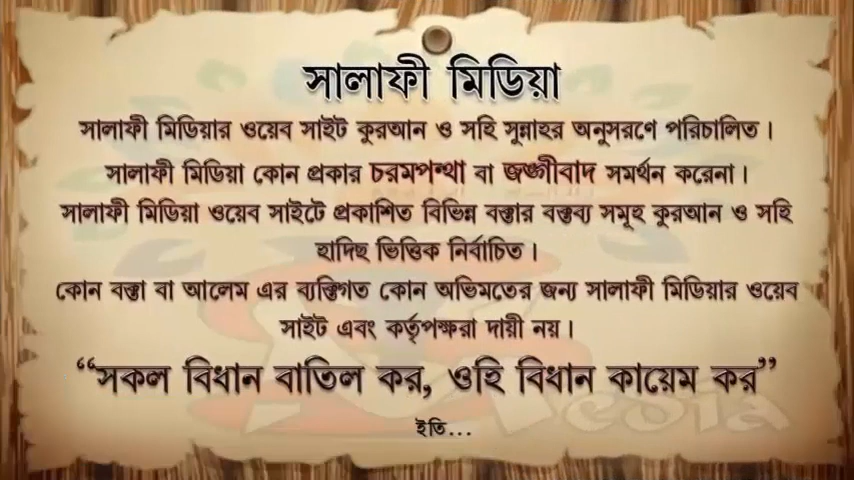 সালাফী মিডিয়া
সালাফী মিডিয়ার ওয়েব সাইট কুরআন ও সহি সুন্নাহর অনুসরণে পরিচালিত।
সালাফী মিডিয়া কোন প্রকার চরমপন্থা বা জঙ্গীবাদ সমর্থন করেনা।
সালাফী মিডিয়া ওয়েব সাইটে প্রকাশিত বিভিন্ন বক্তার বক্তব্য সমূহ কুরআন ও সহি
হাদিছ ভিত্তিক নির্বাচিত।
কোন বক্তা বা আলেম এর ব্যক্তিগত কোন অভিমতের জন্য সালাফী মিডিয়ার ওয়েব
সাইট এবং কর্তৃপক্ষরা দায়ী নয়।
“সকল বিধান বাতিল কর, ওহি বিধান কায়েম কর”
ইতি...